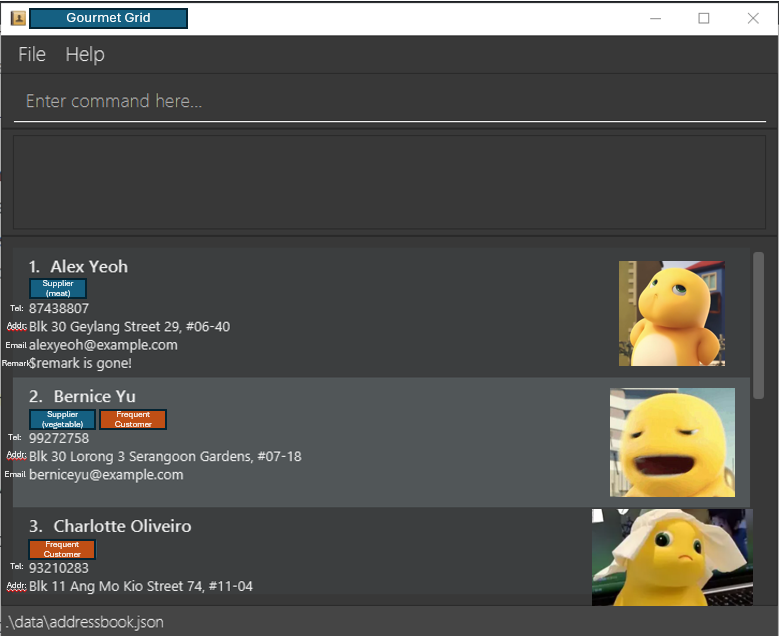 Gourmet Grid
File Help
Enter command here...
1. Alex Yeoh
Supplier
(meat)
Tel: 87438807
Addr: Blk 30 Geylang Street 29, #06-40
Email alexyeoh@example.com
Remark $remark is gone!
2. Bernice Yu
Supplier
(vegetable)
Frequent
Customer
Tel: 99272758
Addr: Blk 30 Lorong 3 Serangoon Gardens, #07-18
Email berniceyu@example.com
3. Charlotte Oliveiro
Frequent
Customer
Tel: 93210283
Addr: Blk 11 Ang Mo Kio Street 74, #11-04
.\data\addressbook.json